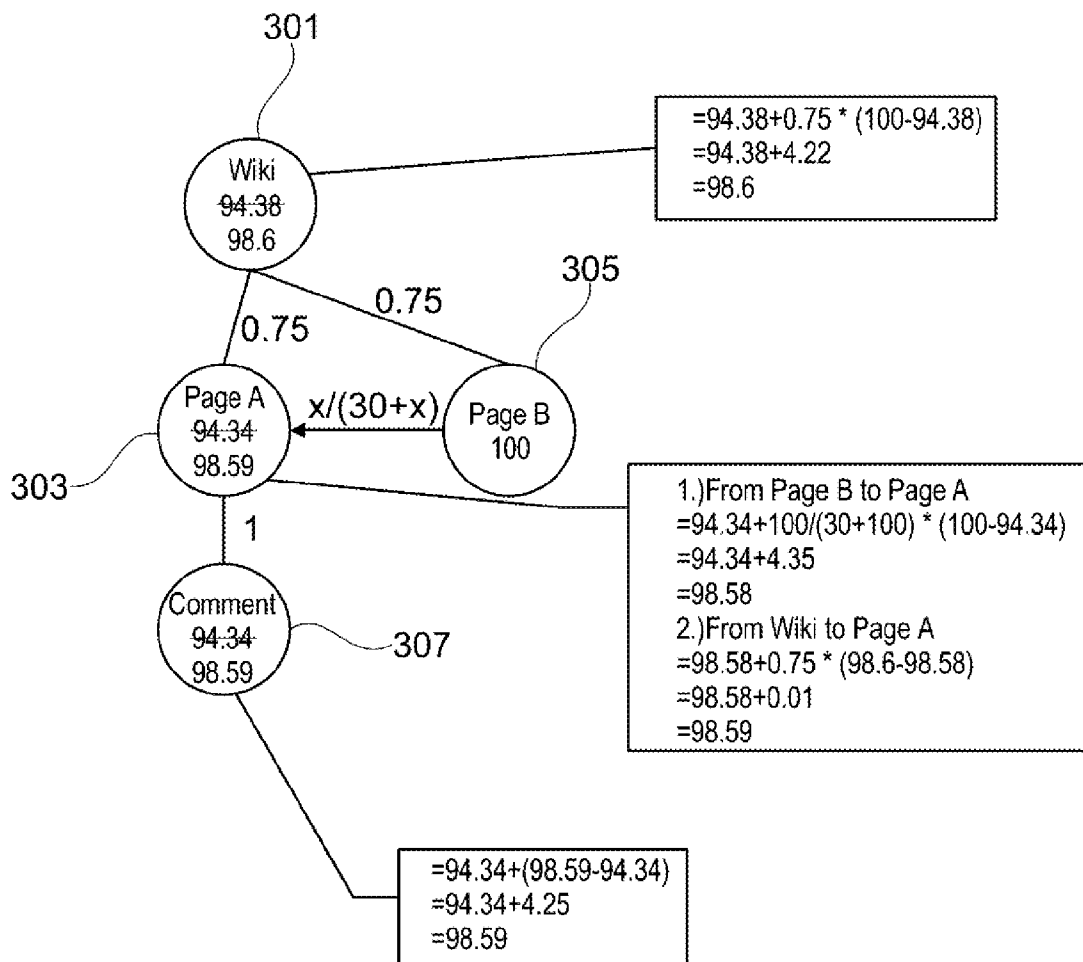 301
=94.38+0.75 * (100-94.38)
=94.38+4.22
=98.6
Wiki
94.38
98.6
305
0.75
0.75
Page A
94.34
98.59
x/(30+x)
Page B
100
303
1
1.)From Page B to Page A
=94.34+100/(30+100) * (100-94.34)
=94.34+4.35
=98.58
2.)From Wiki to Page A
=98.58+0.75 * (98.6-98.58)
=98.58+0.01
=98.59
Comment
94.34
98.59
307
=94.34+(98.59-94.34)
=94.34+4.25
=98.59